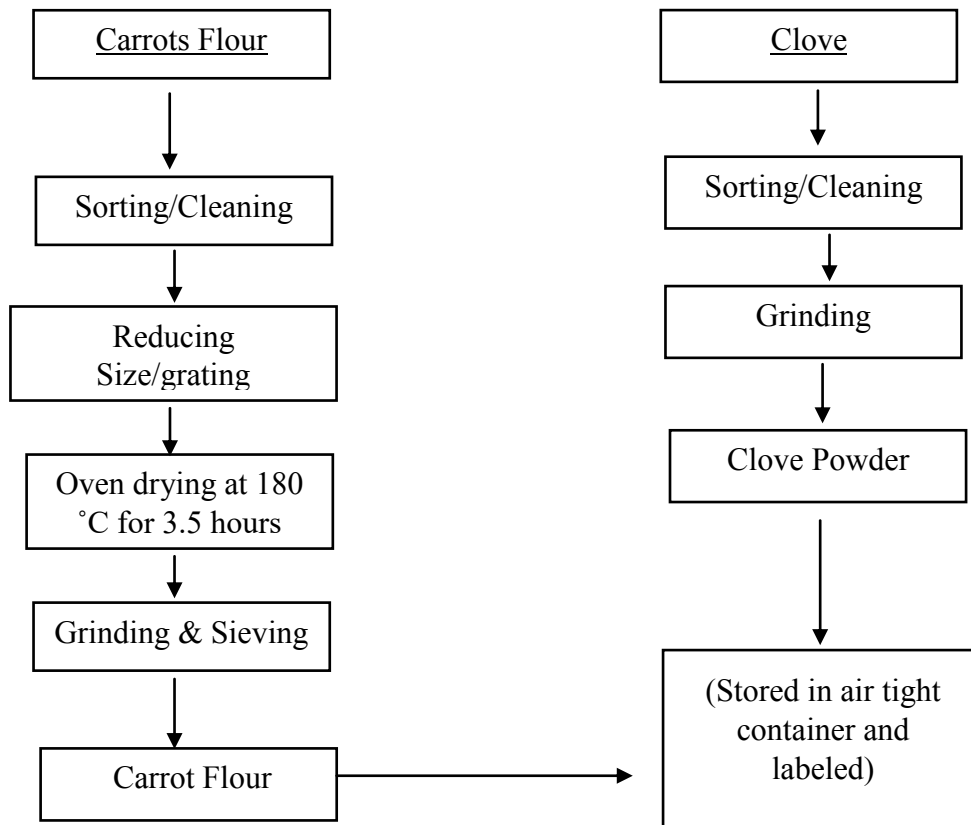 Carrots Flour
Sorting/Cleaning
Reducing
Size/grating
Oven drying at 180
˚C for 3.5 hours
Grinding & Sieving
Carrot Flour
Clove
Sorting/Cleaning
Grinding
Clove Powder
(Stored in air tight
container and
labeled)